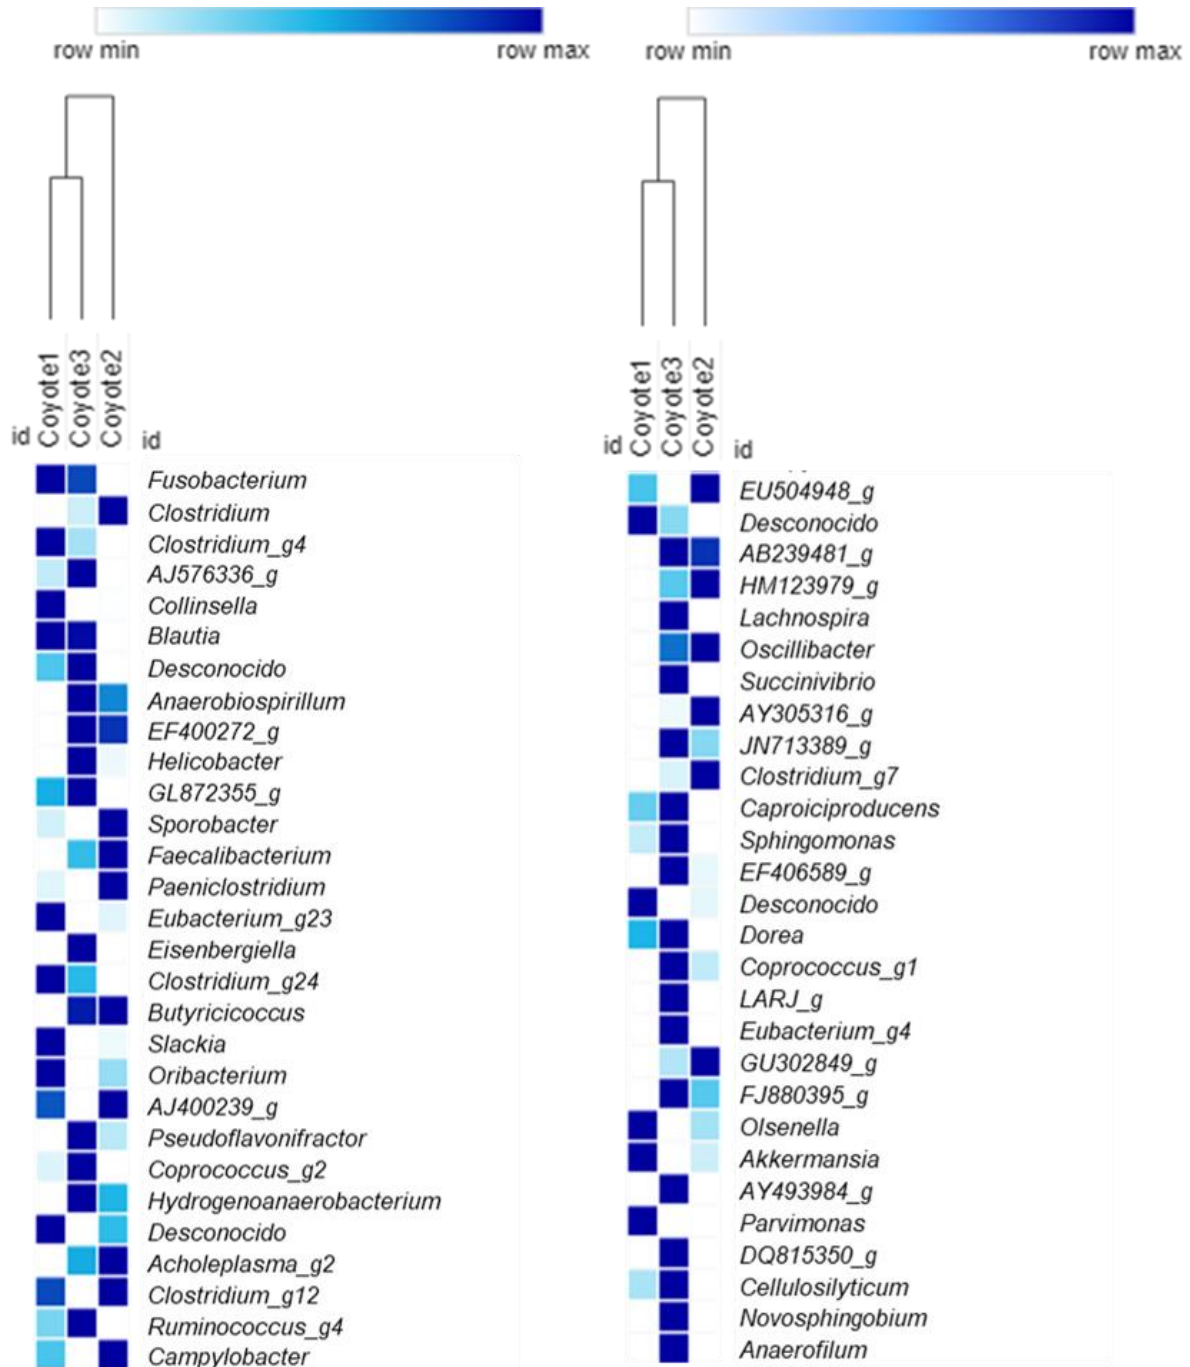 row min
row max
id
Coyote1
Coyote3
Coyote2
id
Fusobacterium
Clostridium
Clostridium_g4
AJ576336_g
Collinsella
Blautia
Desconocido
Anaerobiospirillum
EF400272_g
Helicobacter
GL872355_g
Sporobacter
Faecalibacterium
Paeniclostridium
Eubacterium_g23
Eisenbergiella
Clostridium_g24
Butyricicoccus
Slackia
Oribacterium
AJ400239_g
Pseudoflavonifractor
Coprococcus_g2
Hydrogenoanaerobacterium
Desconocido
Acholeplasma_g2
Clostridium_g12
Ruminococcus_g4
Campylobacter
row min
row max
id
Coyote1
Coyote3
Coyote2
id
EU504948_g
Desconocido
AB239481_g
HM123979_g
Lachnospira
Oscillibacter
Succinivibrio
AY305316_g
JN713389_g
Clostridium_g7
Caproiciproducens
Sphingomonas
EF406589_g
Desconocido
Dorea
Coprococcus_g1
LARJ_g
Eubacterium_g4
GU302849_g
FJ880395_g
Olsenella
Akkermansia
AY493984_g
Parvimonas
DQ815350_g
Cellulosilyticum
Novosphingobium
Anaerofilum